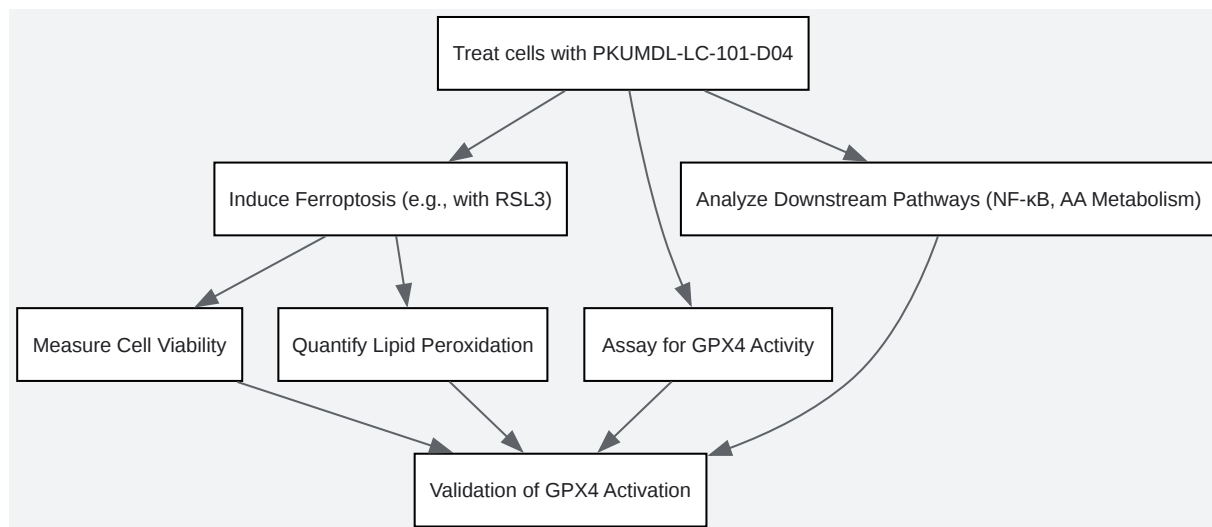 Treat cells with PKUMDL-LC-101-D04
Induce Ferroptosis (e.g., with RSL3)
Analyze Downstream Pathways (NF-κB, AA Metabolism)
Measure Cell Viability
Quantify Lipid Peroxidation
Assay for GPX4 Activity
Validation of GPX4 Activation